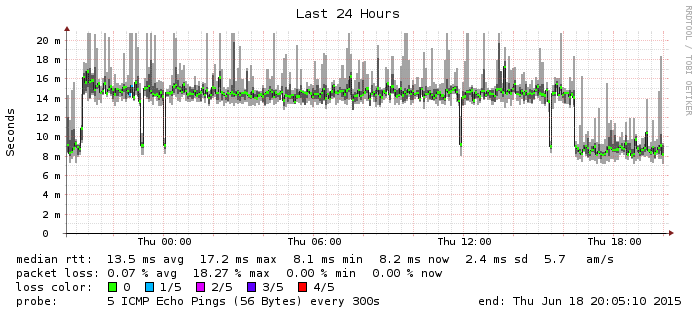 Last 24 Hours
RRDTOOL / TOBI OETIKER
Seconds
20 m
18 m
16 m
14 m
12 m
10 m
8 m
6 m
4 m
2 m
0
Thu 00:00 Thu 06:00 Thu 12:00 Thu 18:00
median rtt: 13.5 ms avg 17.2 ms max 8.1 ms min 8.2 ms now 2.4 ms sd 5.7 am/s
packet loss: 0.07 % avg 18.27 % max 0.00 % min 0.00 % now
loss color: 0 1/5 2/5 3/5 4/5
probe: 5 ICMP Echo Pings (56 Bytes) every 300s end: Thu Jun 18 20:05:10 2015